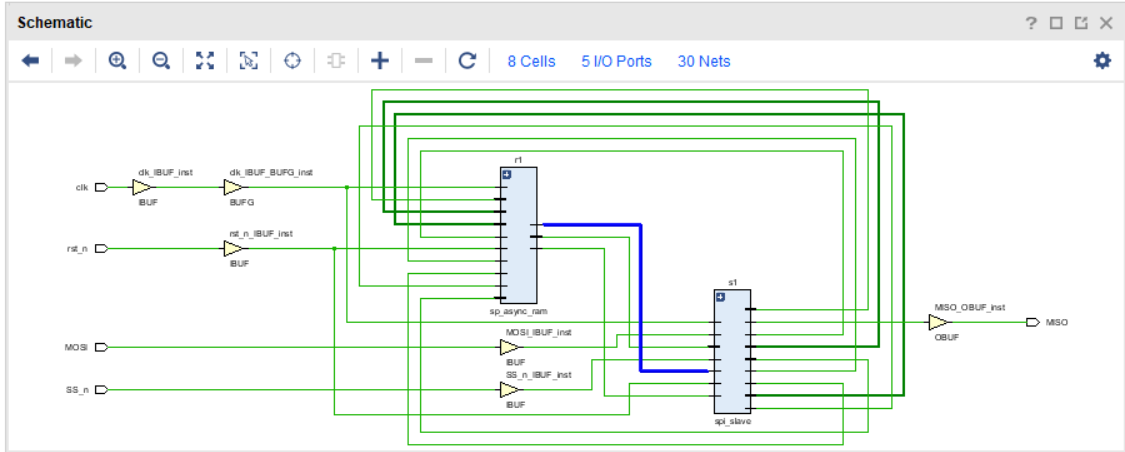 Schematic
8 Cells 5 I/O Ports 30 Nets
r1
clk
clk_IBUF_inst
IBUF
clk_IBUF_BUFG_inst
BUFG
rst_n
rst_n_IBUF_inst
IBUF
sp_async_ram
s1
MOSI
MOSI_IBUF_inst
IBUF
SS_n
SS_n_IBUF_inst
IBUF
spi_slave
MISO_OBUF_inst
OBUF
MISO